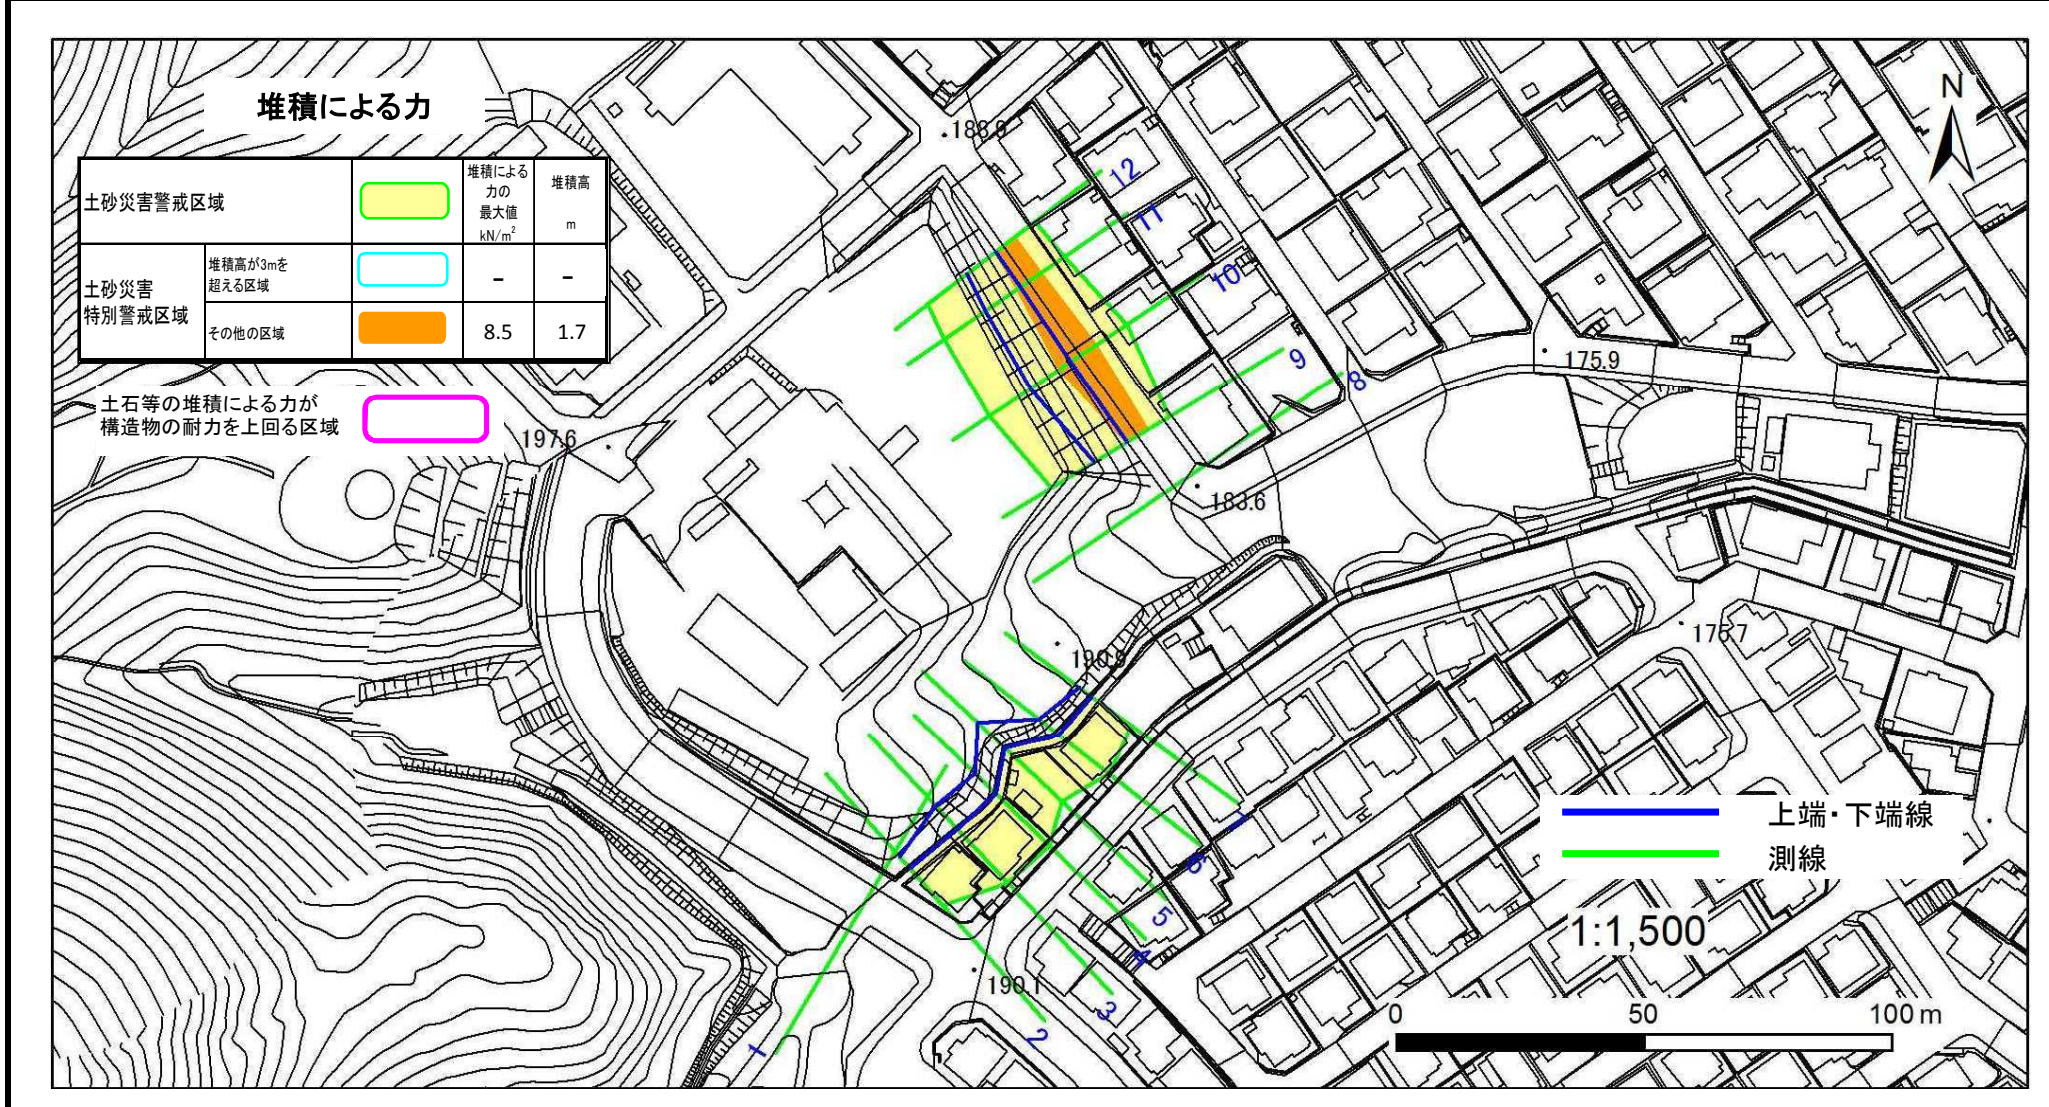 堆積による力
土砂災害警戒区域
堆積による
力の
最大値
kN/m²
堆積高
m
土砂災害
特別警戒区域
堆積高が3mを
超える区域
-
-
その他の区域
8.5
1.7
土石等の堆積による力が
構造物の耐力を上回る区域
N
188.9
197.6
175.9
183.6
190.9
175.7
190.1
12
11
10
9
8
7
6
5
4
3
2
1
上端・下端線
測線
1:1,500
0
50
100 m